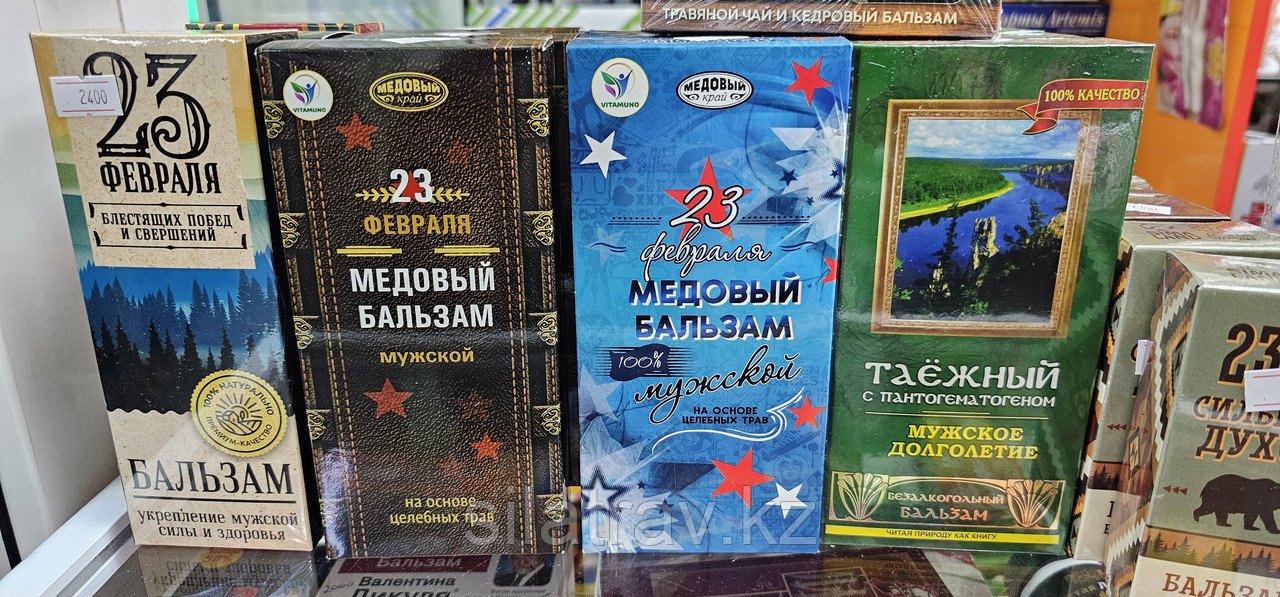 ТРАВЯНОЙ ЧАЙ И КЕДРОВЫЙ БАЛЬЗАМ
2400
23
ФЕВРАЛЯ
БЛЕСТЯЩИХ ПОБЕД
И СВЕРШЕНИЙ
100% НАТУРАЛЬНО
ПРЕМИУМ-КАЧЕСТВО
БАЛЬЗАМ
укрепление мужской
силы и здоровья
VITAMUNO
МЕДОВЫЙ
край
23
ФЕВРАЛЯ
МЕДОВЫЙ
БАЛЬЗАМ
мужской
на основе
целебных трав
VITAMUNO
МЕДОВЫЙ
край
23
февраля
МЕДОВЫЙ
БАЛЬЗАМ
100%
мужской
НА ОСНОВЕ
ЦЕЛЕБНЫХ ТРАВ
100% КАЧЕСТВО
ТАЁЖНЫЙ
С ПАНТОГЕМАТОГЕНОМ
МУЖСКОЕ
ДОЛГОЛЕТИЕ
БЕЗАЛКОГОЛЬНЫЙ
БАЛЬЗАМ
ЧИТАЯ ПРИРОДУ КАК КНИГУ
23
ДУХ
БАЛЬЗАМ
Бальзам
Валентина